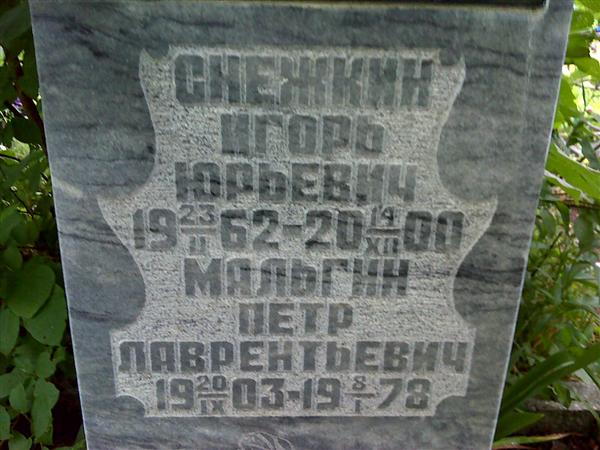 СНЕЖКИН
ИГОРЬ
ЮРЬЕВИЧ
19 23/II 62-20 14/XII 00
МАЛЬГИН
ПЕТР
ЛАВРЕНТЬЕВИЧ
19 20/IX 03-19 8/I 78